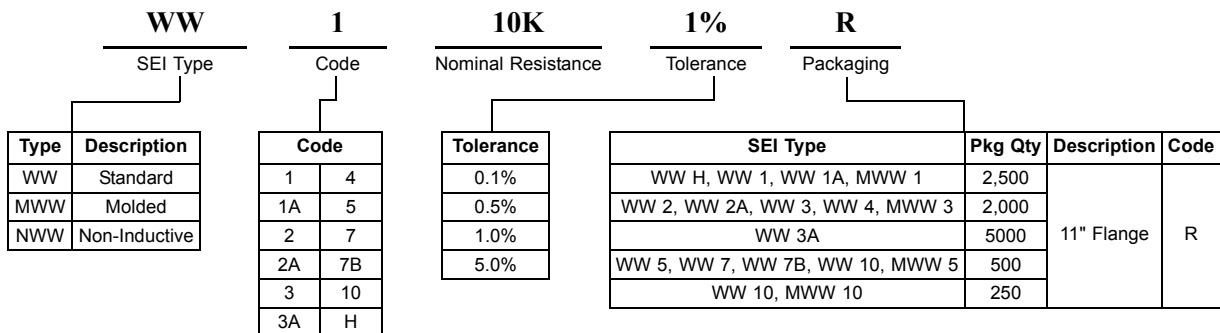 WW 1 10K 1% R
SEI Type Code Nominal Resistance Tolerance Packaging
Type Description
WW Standard
MWW Molded
NWW Non-Inductive
Code
1 4
1A 5
2 7
2A 7B
3 10
3A H
Tolerance
0.1%
0.5%
1.0%
5.0%
SEI Type Pkg Qty Description Code
WW H, WW 1, WW 1A, MWW 1 2,500
WW 2, WW 2A, WW 3, WW 4, MWW 3 2,000
WW 3A 5000 11" Flange R
WW 5, WW 7, WW 7B, WW 10, MWW 5 500
WW 10, MWW 10 250